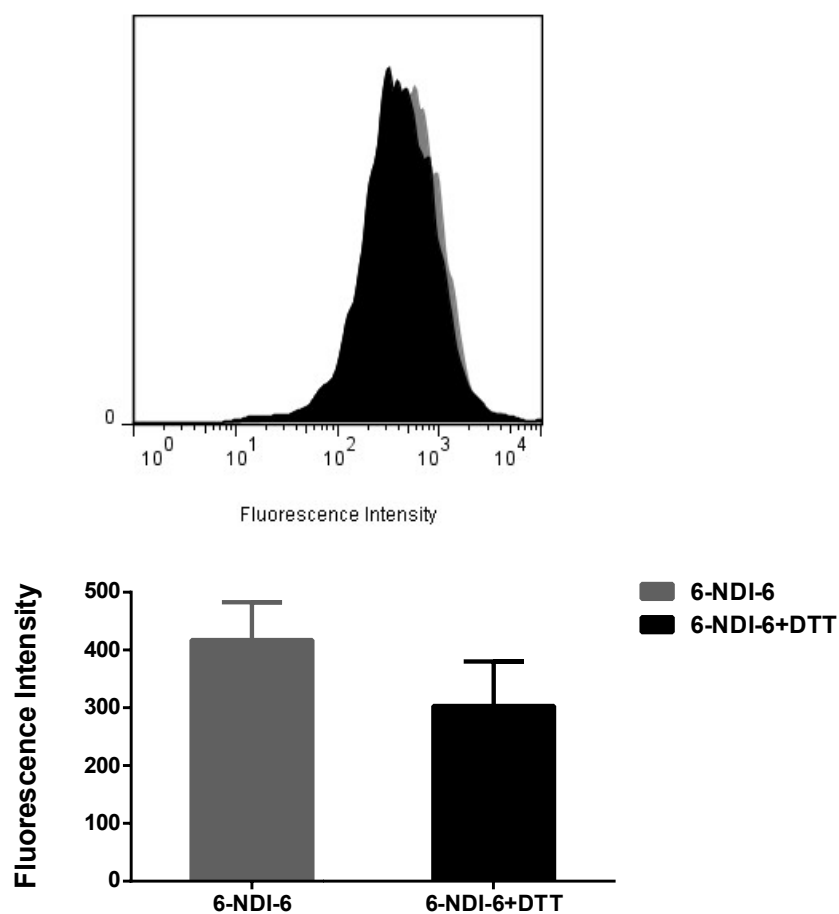 0
10^0 10^1 10^2 10^3 10^4
Fluorescence Intensity
Fluorescence Intensity
500
400
300
200
100
0
6-NDI-6 6-NDI-6+DTT
6-NDI-6
6-NDI-6+DTT